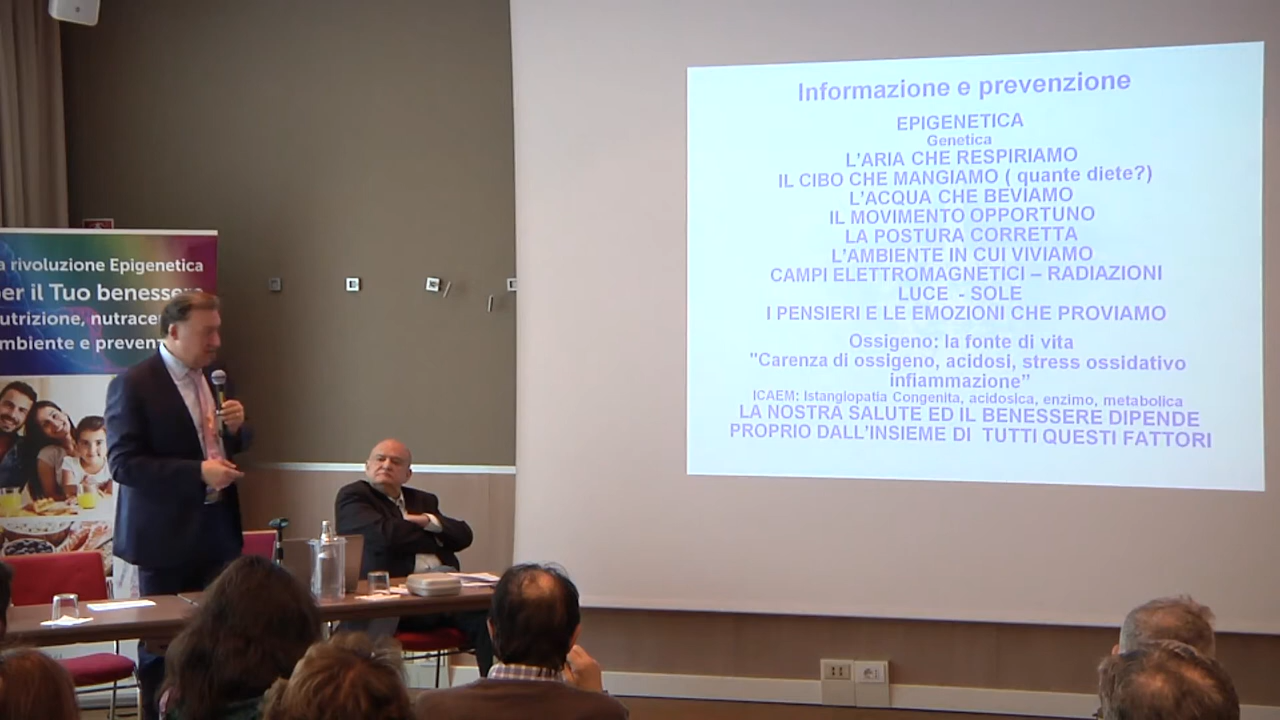 a rivoluzione Epigenetica
per il Tuo benessere
utrizione, nutrace
mbiente e preven
Informazione e prevenzione
EPIGENETICA
Genetica
L'ARIA CHE RESPIRIAMO
IL CIBO CHE MANGIAMO ( quante diete?)
L'ACQUA CHE BEVIAMO
IL MOVIMENTO OPPORTUNO
LA POSTURA CORRETTA
L'AMBIENTE IN CUI VIVIAMO
CAMPI ELETTROMAGNETICI – RADIAZIONI
LUCE - SOLE
I PENSIERI E LE EMOZIONI CHE PROVIAMO
Ossigeno: la fonte di vita
"Carenza di ossigeno, acidosi, stress ossidativo
infiammazione"
ICAEM: Istangiopatia Congenita, acidosica, enzimo, metabolica
LA NOSTRA SALUTE ED IL BENESSERE DIPENDE
PROPRIO DALL'INSIEME DI TUTTI QUESTI FATTORI